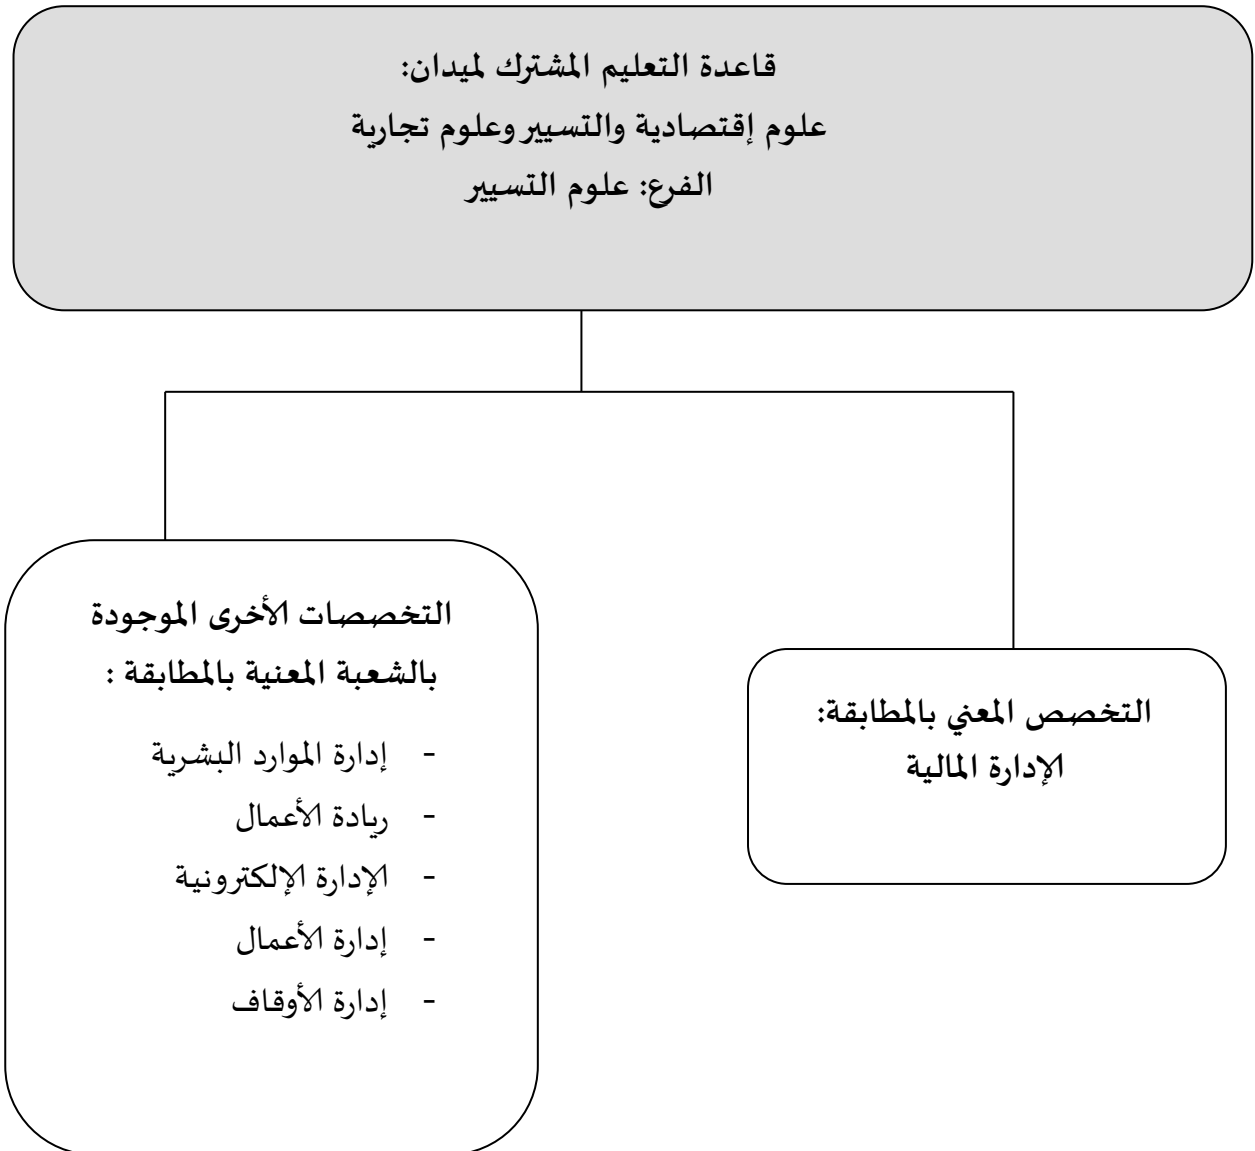 قاعدة التعليم المشترك لميدان:
علوم إقتصادية والتسيير وعلوم تجارية
الفرع: علوم التسيير
التخصص المعني بالمطابقة:
الإدارة المالية
التخصصات الأخرى الموجودة
بالشعبة المعنية بالمطابقة :
- إدارة الموارد البشرية
- ريادة الأعمال
- الإدارة الإلكترونية
- إدارة الأعمال
- إدارة الأوقاف